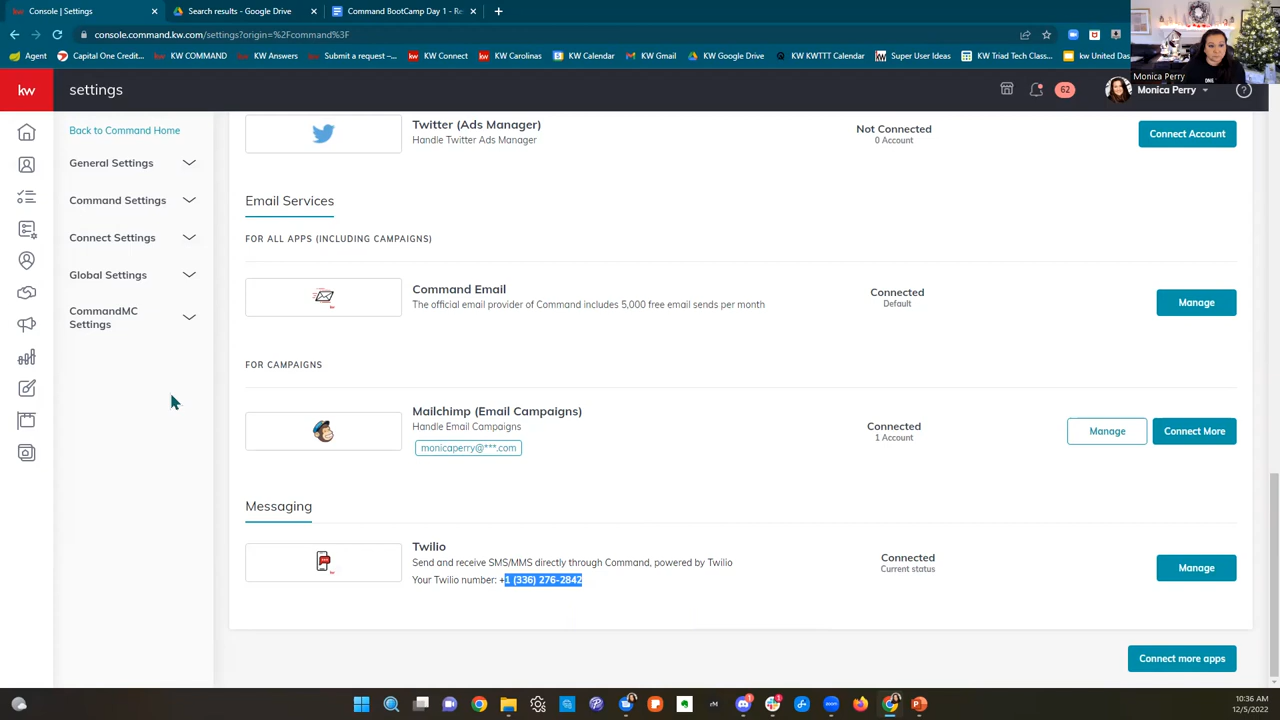 Console | Settings
Search results - Google Drive
Command BootCamp Day 1 - Re
console.command.kw.com/settings?origin=%2Fcommand%3F
Agent
Capital One Credit...
KW COMMAND
KW Answers
Submit a request –...
KW Connect
KW Carolinas
KW Calendar
KW Gmail
KW KWTTT Calendar
Super User Ideas
KW Triad Tech Class...
kw United Das
Monica Perry
kw
settings
62
Monica Perry
Back to Command Home
General Settings
Command Settings
Connect Settings
Global Settings
CommandMC
Settings
Twitter (Ads Manager)
Handle Twitter Ads Manager
Not Connected
0 Account
Connect Account
Email Services
FOR ALL APPS (INCLUDING CAMPAIGNS)
Command Email
The official email provider of Command includes 5,000 free email sends per month
Connected
Default
Manage
FOR CAMPAIGNS
Mailchimp (Email Campaigns)
Handle Email Campaigns
monicaperry@***.com
Connected
1 Account
Manage
Connect More
Messaging
Twilio
Send and receive SMS/MMS directly through Command, powered by Twilio
Your Twilio number: +1 (336) 276-2842
Connected
Current status
Manage
Connect more apps
10:36 AM
12/5/2022